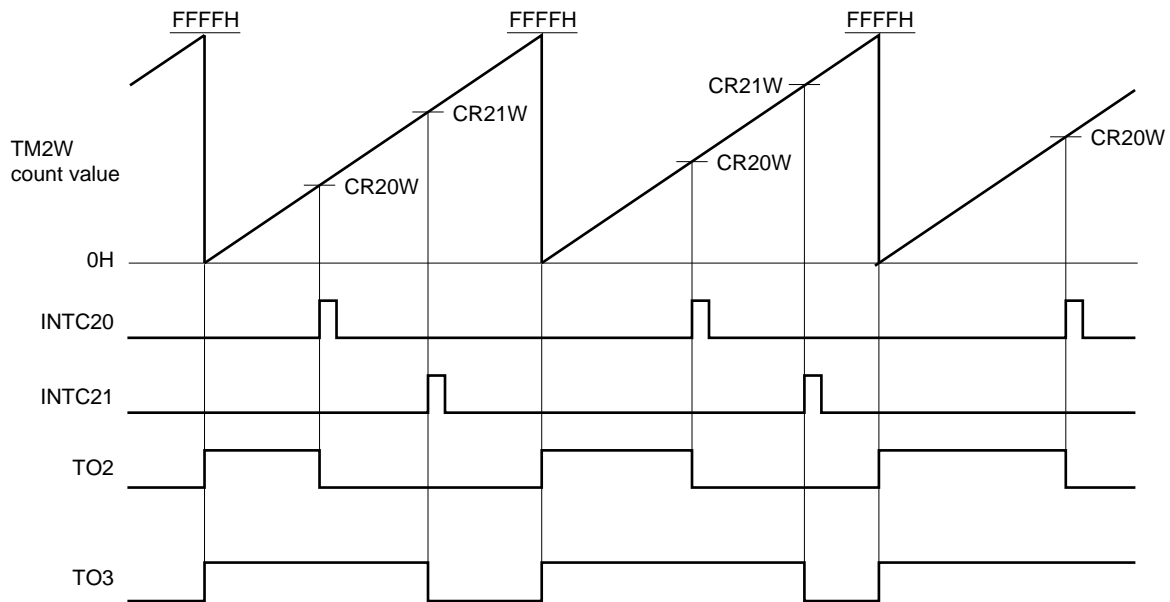 FFFFH FFFFH FFFFH
CR21W
CR21W
CR20W
TM2W
count value
CR20W
CR20W
0H
INTC20
INTC21
TO2
TO3